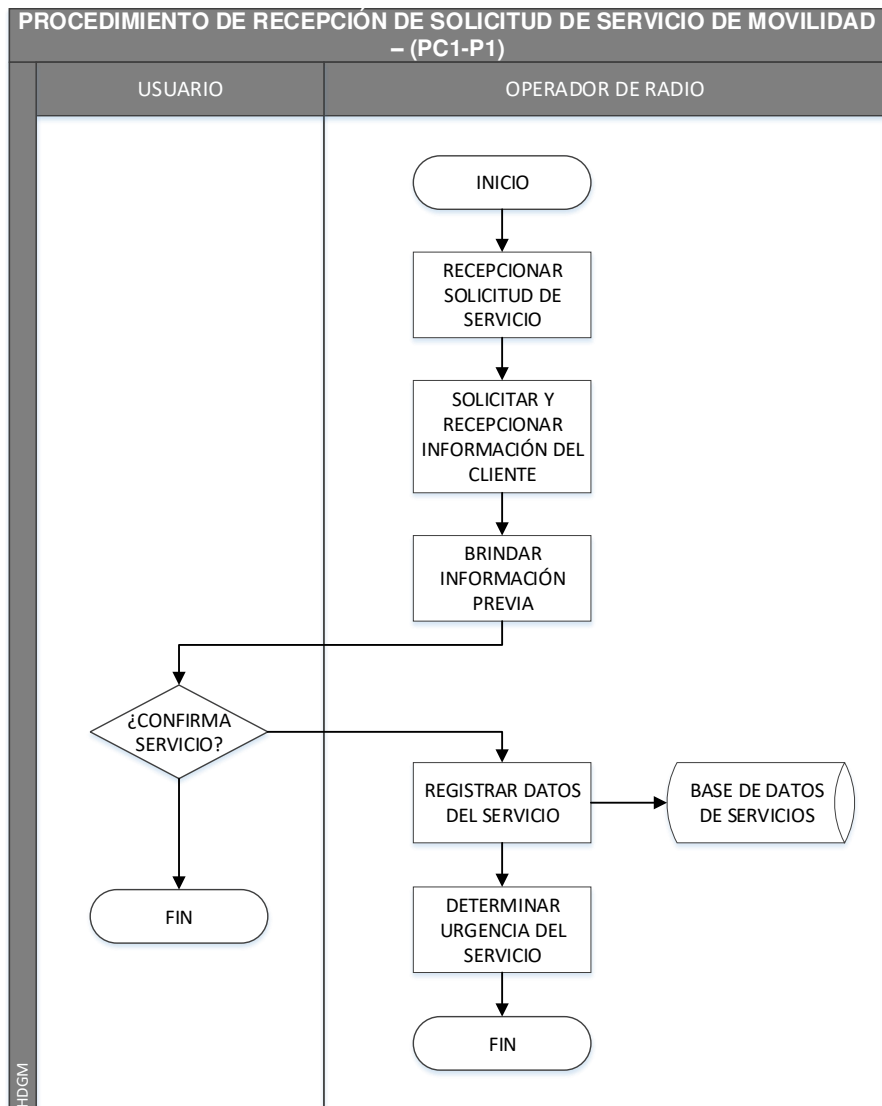 PROCEDIMIENTO DE RECEPCIÓN DE SOLICITUD DE SERVICIO DE MOVILIDAD
– (PC1-P1)
USUARIO
OPERADOR DE RADIO
INICIO
RECEPCIONAR
SOLICITUD DE
SERVICIO
SOLICITAR Y
RECEPCIONAR
INFORMACIÓN DEL
CLIENTE
BRINDAR
INFORMACIÓN
PREVIA
¿CONFIRMA
SERVICIO?
REGISTRAR DATOS
DEL SERVICIO
BASE DE DATOS
DE SERVICIOS
FIN
DETERMINAR
URGENCIA DEL
SERVICIO
FIN
HDGM